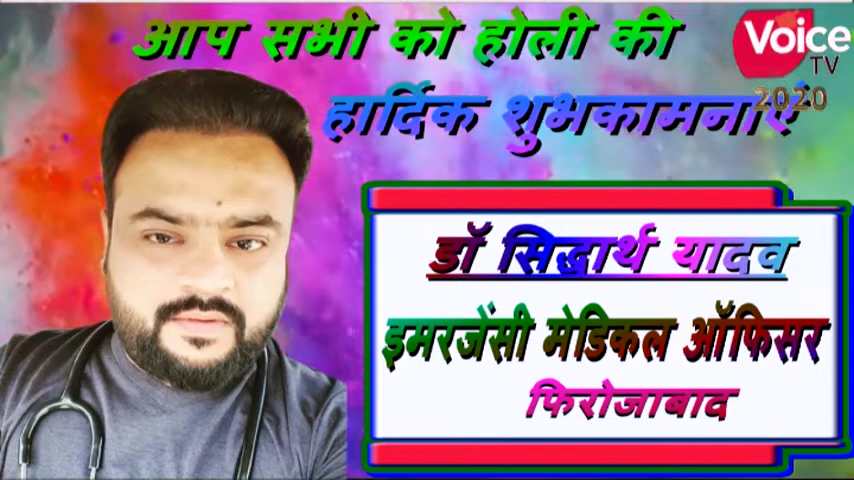 आप सभी को होली की
Voice
TV
2020
हार्दिक शुभकामनाएं
डॉ सिद्धार्थ यादव
इमरजेंसी मेडिकल ऑफिसर
फिरोजाबाद